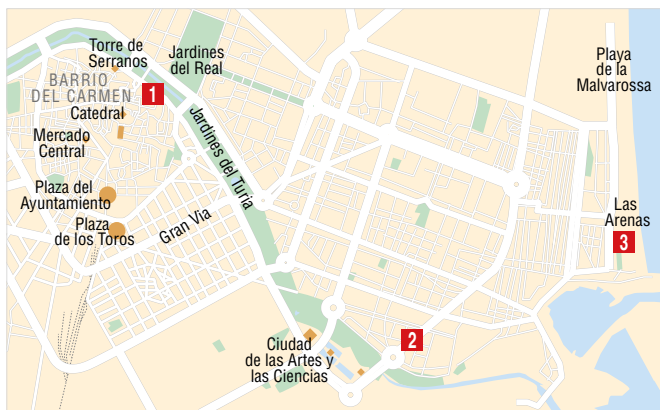 Torre de
Serranos
Jardines
del Real
Playa
de la
Malvarossa
BARRIO
DEL CARMEN
1
Catedral
Mercado
Central
Jardines del Turia
Plaza del
Ayuntamiento
Plaza
de los Toros
Gran Via
Las
Arenas
3
2
Ciudad
de las Artes y
las Ciencias